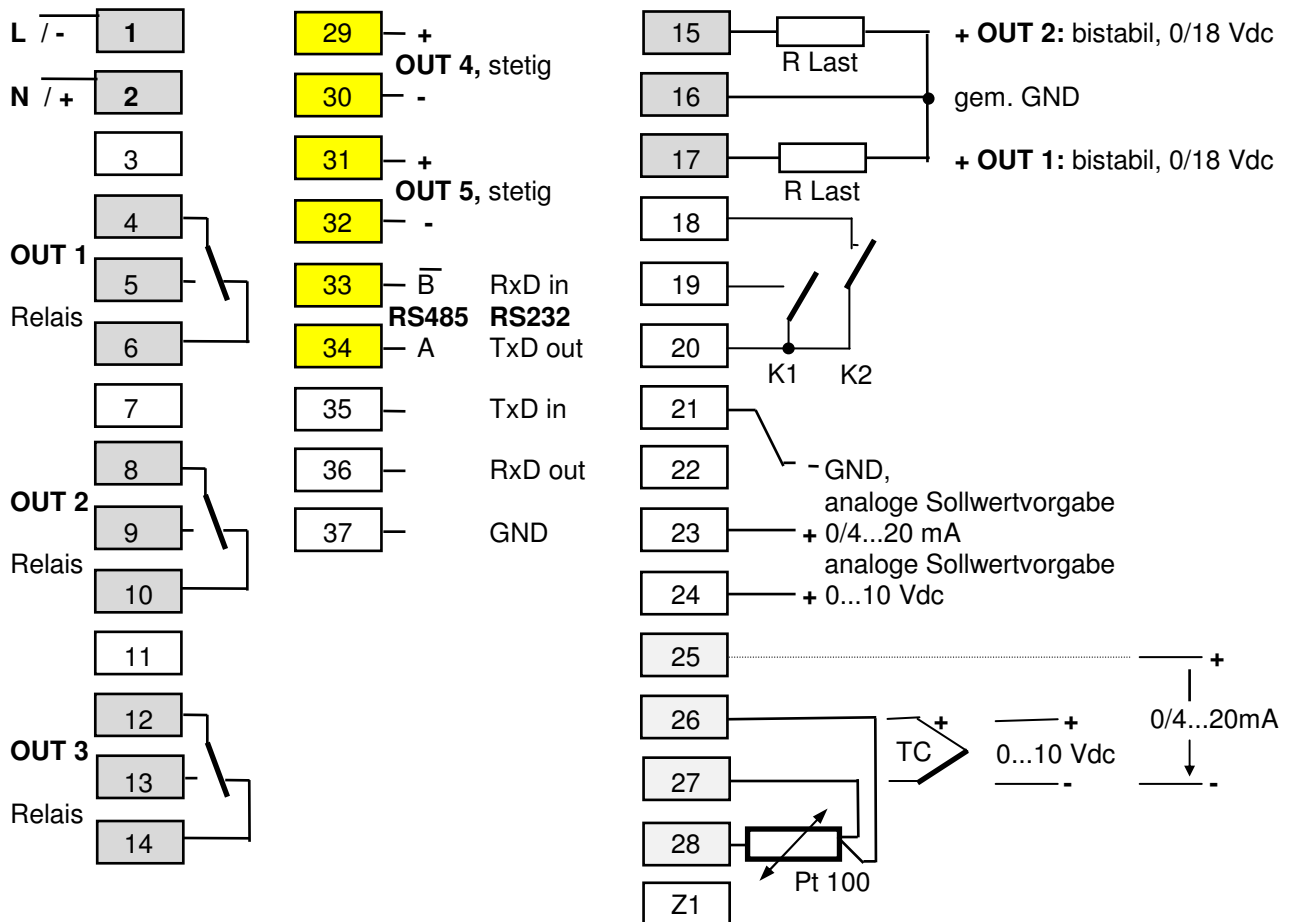 L / - 1
N / + 2
3
4
OUT 1
5
Relais
6
7
8
OUT 2
9
Relais
10
11
12
OUT 3
13
Relais
14
29 +
OUT 4, stetig
30 -
31 +
OUT 5, stetig
32 -
33 B̅ RxD in
RS485 RS232
34 A TxD out
35 TxD in
36 RxD out
37 GND
15 + OUT 2: bistabil, 0/18 Vdc
R Last
16 gem. GND
17 + OUT 1: bistabil, 0/18 Vdc
R Last
18
19
20
K1 K2
21
22 - GND,
analoge Sollwertvorgabe
23 + 0/4...20 mA
analoge Sollwertvorgabe
24 + 0...10 Vdc
25 +
26 + + 0/4...20mA
TC 0...10 Vdc
27 - -
28
Pt 100
Z1